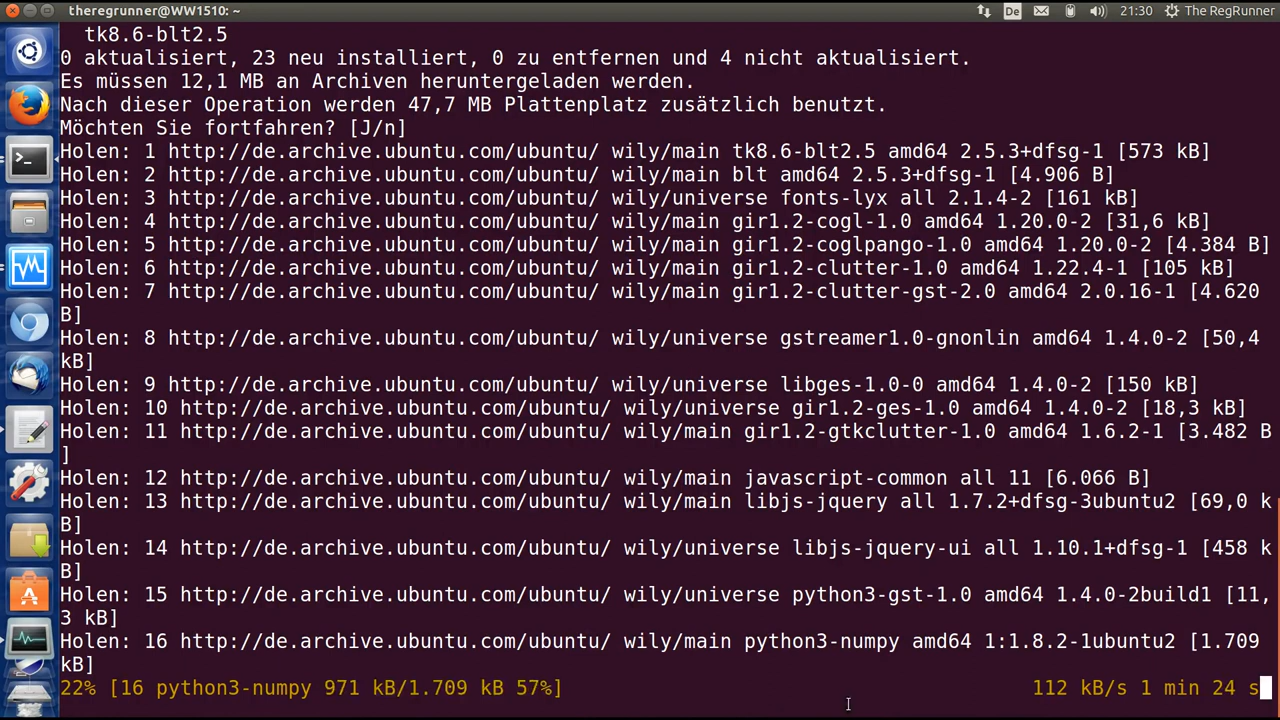 theregrunner@WW1510: ~
De
21:30
The RegRunner
tk8.6-blt2.5
0 aktualisiert, 23 neu installiert, 0 zu entfernen und 4 nicht aktualisiert.
Es müssen 12,1 MB an Archiven heruntergeladen werden.
Nach dieser Operation werden 47,7 MB Plattenplatz zusätzlich benutzt.
Möchten Sie fortfahren? [J/n]
Holen: 1 http://de.archive.ubuntu.com/ubuntu/ wily/main tk8.6-blt2.5 amd64 2.5.3+dfsg-1 [573 kB]
Holen: 2 http://de.archive.ubuntu.com/ubuntu/ wily/main blt amd64 2.5.3+dfsg-1 [4.906 B]
Holen: 3 http://de.archive.ubuntu.com/ubuntu/ wily/universe fonts-lyx all 2.1.4-2 [161 kB]
Holen: 4 http://de.archive.ubuntu.com/ubuntu/ wily/main gir1.2-cogl-1.0 amd64 1.20.0-2 [31,6 kB]
Holen: 5 http://de.archive.ubuntu.com/ubuntu/ wily/main gir1.2-coglpango-1.0 amd64 1.20.0-2 [4.384 B]
Holen: 6 http://de.archive.ubuntu.com/ubuntu/ wily/main gir1.2-clutter-1.0 amd64 1.22.4-1 [105 kB]
Holen: 7 http://de.archive.ubuntu.com/ubuntu/ wily/main gir1.2-clutter-gst-2.0 amd64 2.0.16-1 [4.620
B]
Holen: 8 http://de.archive.ubuntu.com/ubuntu/ wily/universe gstreamer1.0-gnonlin amd64 1.4.0-2 [50,4
kB]
Holen: 9 http://de.archive.ubuntu.com/ubuntu/ wily/universe libges-1.0-0 amd64 1.4.0-2 [150 kB]
Holen: 10 http://de.archive.ubuntu.com/ubuntu/ wily/universe gir1.2-ges-1.0 amd64 1.4.0-2 [18,3 kB]
Holen: 11 http://de.archive.ubuntu.com/ubuntu/ wily/main gir1.2-gtkclutter-1.0 amd64 1.6.2-1 [3.482 B
]
Holen: 12 http://de.archive.ubuntu.com/ubuntu/ wily/main javascript-common all 11 [6.066 B]
Holen: 13 http://de.archive.ubuntu.com/ubuntu/ wily/main libjs-jquery all 1.7.2+dfsg-3ubuntu2 [69,0 k
B]
Holen: 14 http://de.archive.ubuntu.com/ubuntu/ wily/universe libjs-jquery-ui all 1.10.1+dfsg-1 [458 k
B]
Holen: 15 http://de.archive.ubuntu.com/ubuntu/ wily/universe python3-gst-1.0 amd64 1.4.0-2build1 [11,
3 kB]
Holen: 16 http://de.archive.ubuntu.com/ubuntu/ wily/main python3-numpy amd64 1:1.8.2-1ubuntu2 [1.709
kB]
22% [16 python3-numpy 971 kB/1.709 kB 57%] 112 kB/s 1 min 24 s